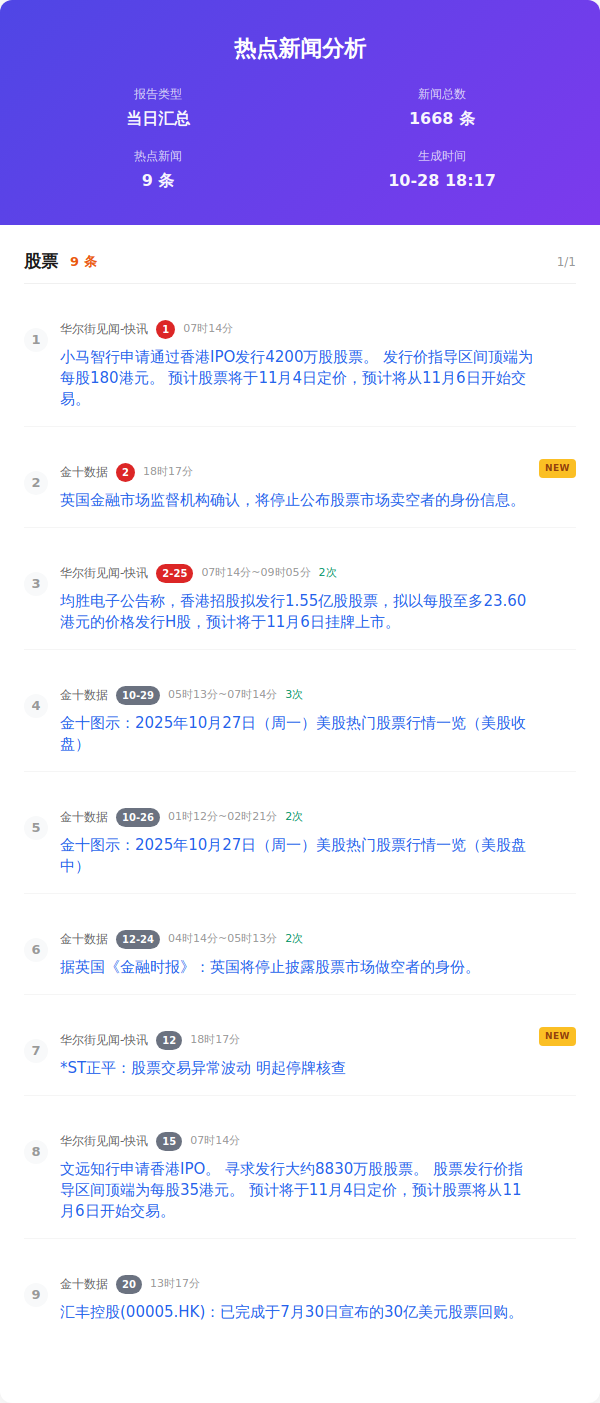 热点新闻分析
报告类型
新闻总数
当日汇总
1668 条
热点新闻
生成时间
9 条
10-28 18:17
股票 9 条 1/1
1
华尔街见闻-快讯 1 07时14分
小马智行申请通过香港IPO发行4200万股股票。 发行价指导区间顶端为
每股180港元。 预计股票将于11月4日定价，预计将从11月6日开始交
易。
2
金十数据 2 18时17分 NEW
英国金融市场监督机构确认，将停止公布股票市场卖空者的身份信息。
3
华尔街见闻-快讯 2-25 07时14分~09时05分 2次
均胜电子公告称，香港招股拟发行1.55亿股股票，拟以每股至多23.60
港元的价格发行H股，预计将于11月6日挂牌上市。
4
金十数据 10-29 05时13分~07时14分 3次
金十图示：2025年10月27日（周一）美股热门股票行情一览（美股收
盘）
5
金十数据 10-26 01时12分~02时21分 2次
金十图示：2025年10月27日（周一）美股热门股票行情一览（美股盘
中）
6
金十数据 12-24 04时14分~05时13分 2次
据英国《金融时报》：英国将停止披露股票市场做空者的身份。
7
华尔街见闻-快讯 12 18时17分 NEW
*ST正平：股票交易异常波动 明起停牌核查
8
华尔街见闻-快讯 15 07时14分
文远知行申请香港IPO。 寻求发行大约8830万股股票。 股票发行价指
导区间顶端为每股35港元。 预计将于11月4日定价，预计股票将从11
月6日开始交易。
9
金十数据 20 13时17分
汇丰控股(00005.HK)：已完成于7月30日宣布的30亿美元股票回购。